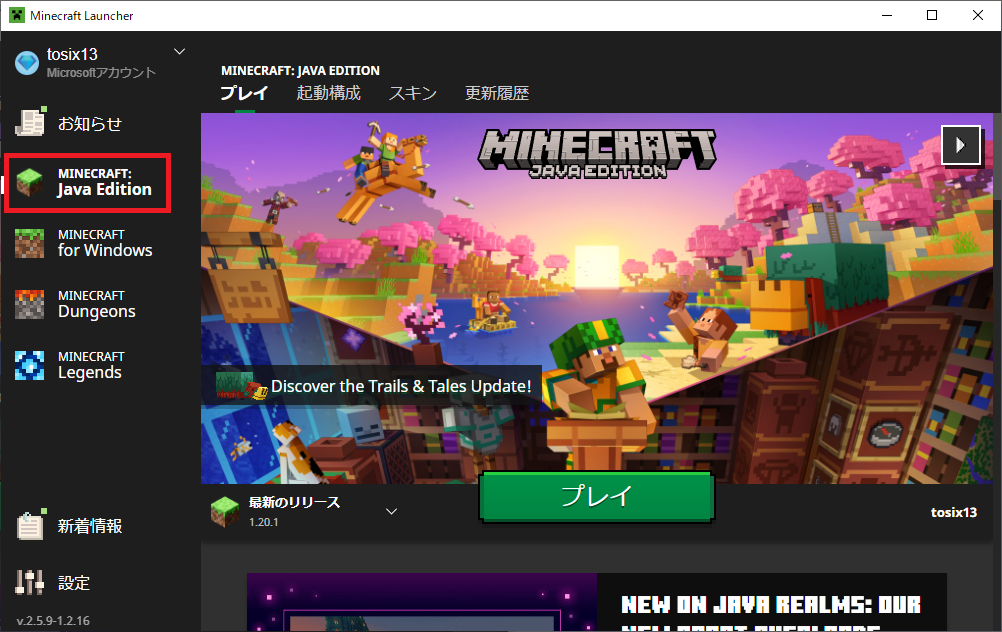 Minecraft Launcher
tosix13
Microsoftアカウント
お知らせ
MINECRAFT:
Java Edition
MINECRAFT
for Windows
MINECRAFT
Dungeons
MINECRAFT
Legends
新着情報
設定
v.2.5.9-1.2.16
MINECRAFT: JAVA EDITION
プレイ 起動構成 スキン 更新履歴
MINECRAFT
JAVA EDITION
Discover the Trails & Tales Update!
最新のリリース
1.20.1
プレイ
tosix13
NEW ON JAVA REALMS: OUR